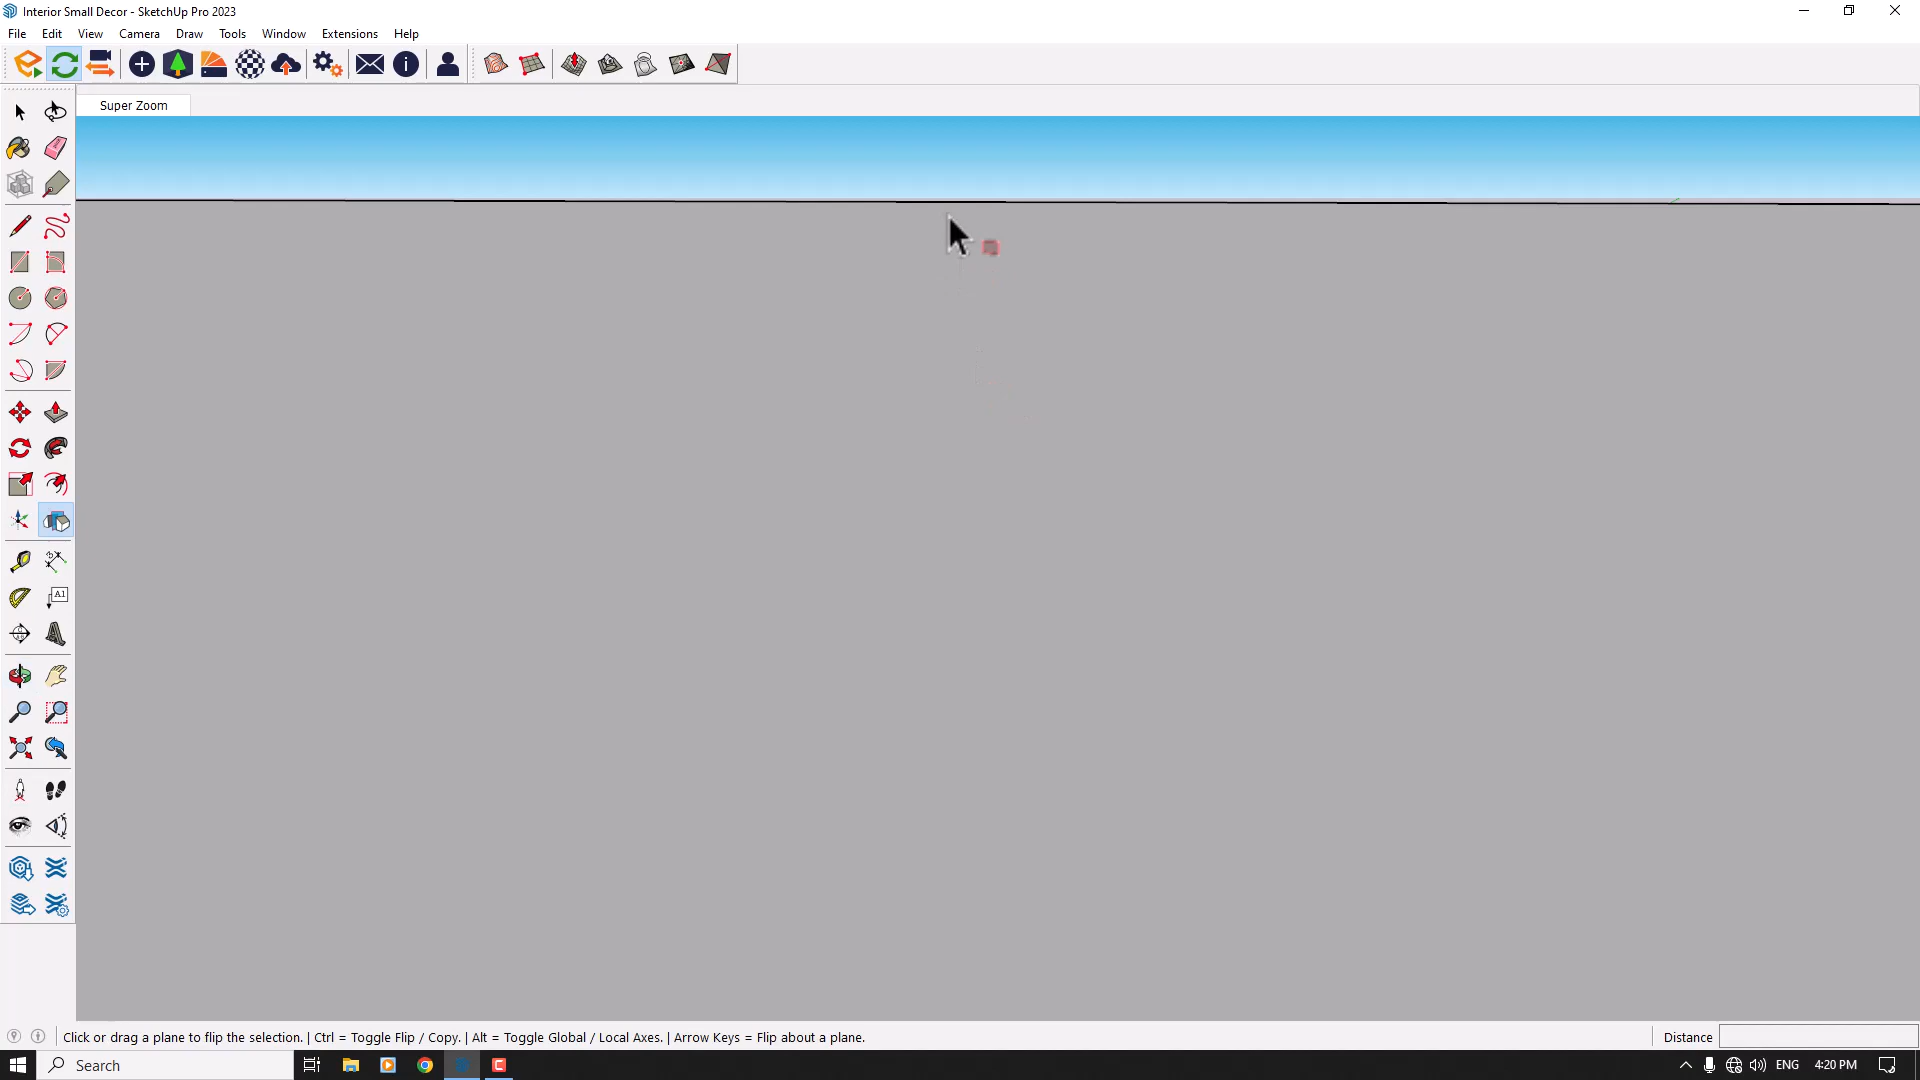 Interior Small Decor - SketchUp Pro 2023
File Edit View Camera Draw Tools Window Extensions Help
Super Zoom
A1
Click or drag a plane to flip the selection. | Ctrl = Toggle Flip / Copy. | Alt = Toggle Global / Local Axes. | Arrow Keys = Flip about a plane.
Distance
Search
ENG
4:20 PM